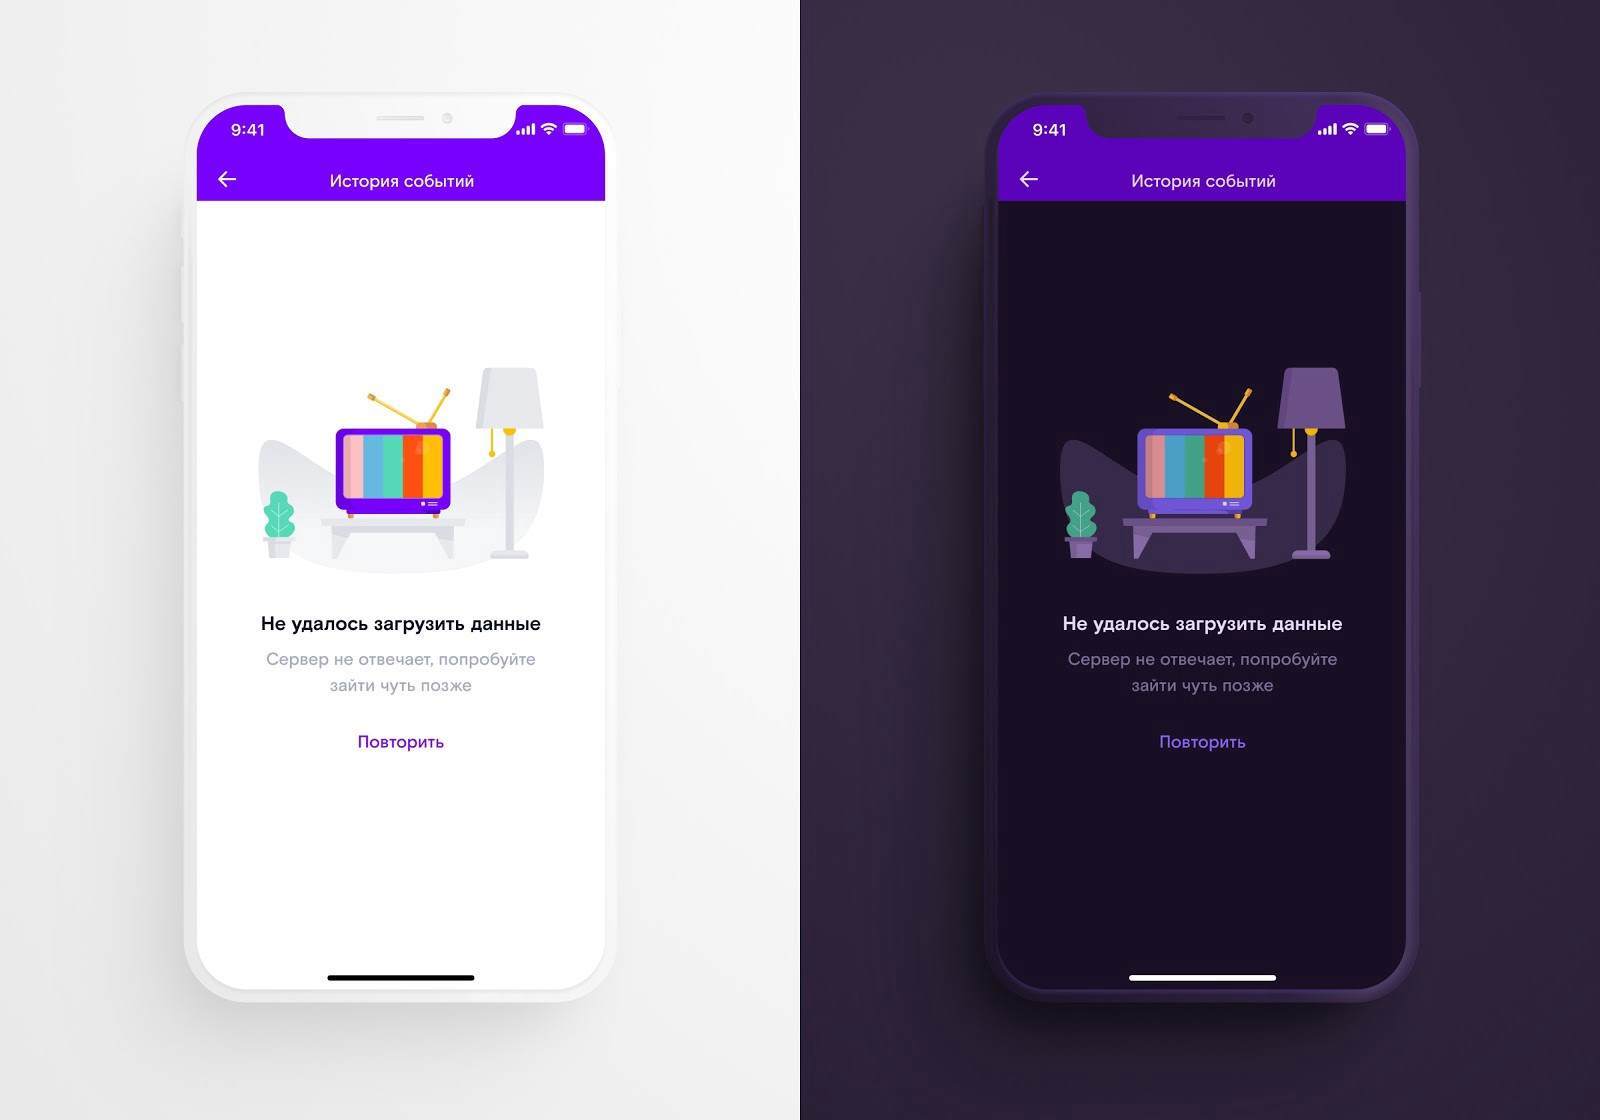 9:41
История событий
Не удалось загрузить данные
Сервер не отвечает, попробуйте
зайти чуть позже
Повторить
9:41
История событий
Не удалось загрузить данные
Сервер не отвечает, попробуйте
зайти чуть позже
Повторить